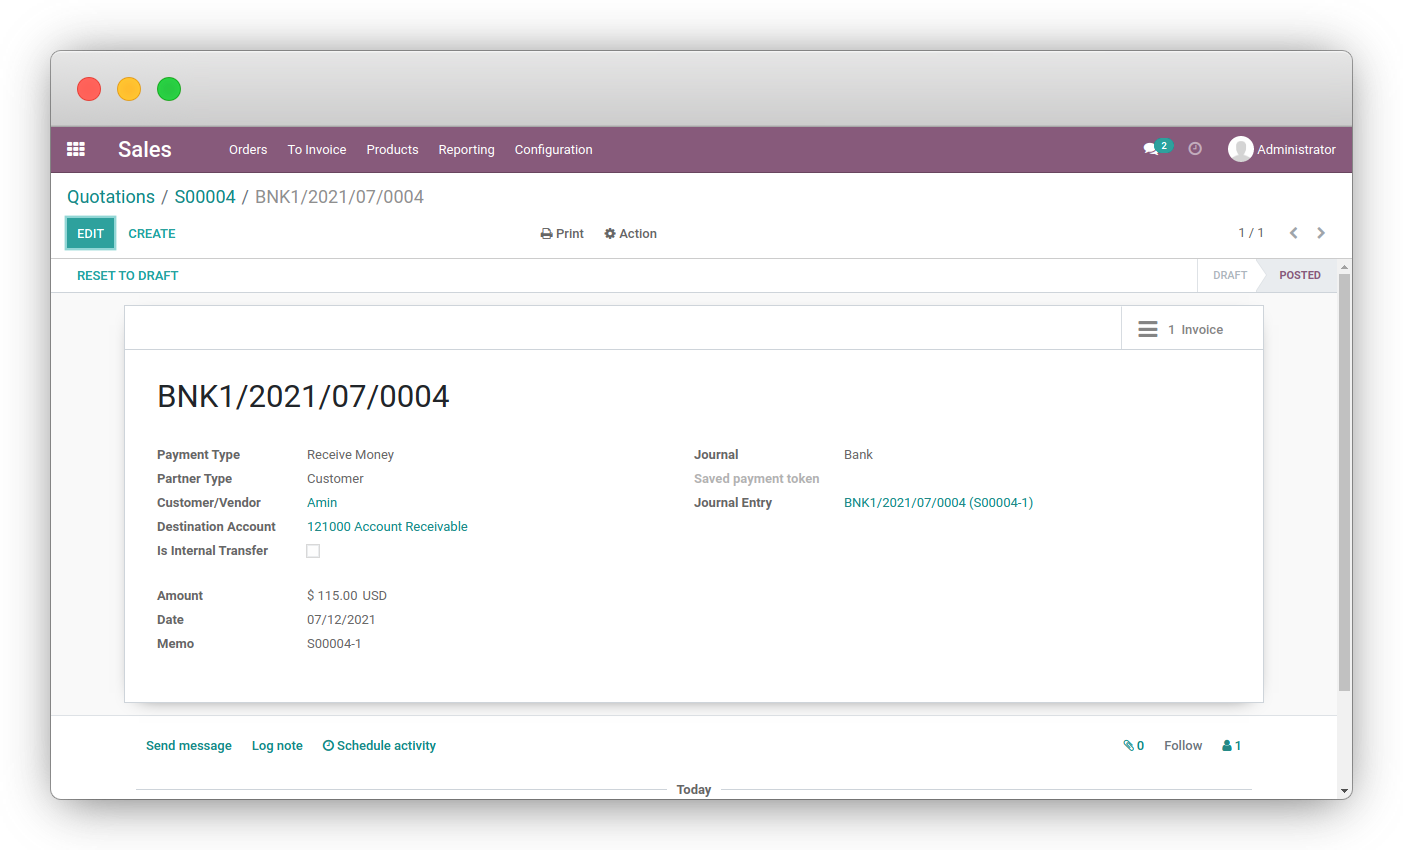 Sales Orders To Invoice Products Reporting Configuration 2 Administrator
Quotations / S00004 / BNK1/2021/07/0004
EDIT CREATE Print Action 1 / 1
RESET TO DRAFT DRAFT POSTED
1 Invoice
BNK1/2021/07/0004
Payment Type Receive Money Journal Bank
Partner Type Customer Saved payment token
Customer/Vendor Amin Journal Entry BNK1/2021/07/0004 (S00004-1)
Destination Account 121000 Account Receivable
Is Internal Transfer
Amount $ 115.00 USD
Date 07/12/2021
Memo S00004-1
Send message Log note Schedule activity 0 Follow 1
Today